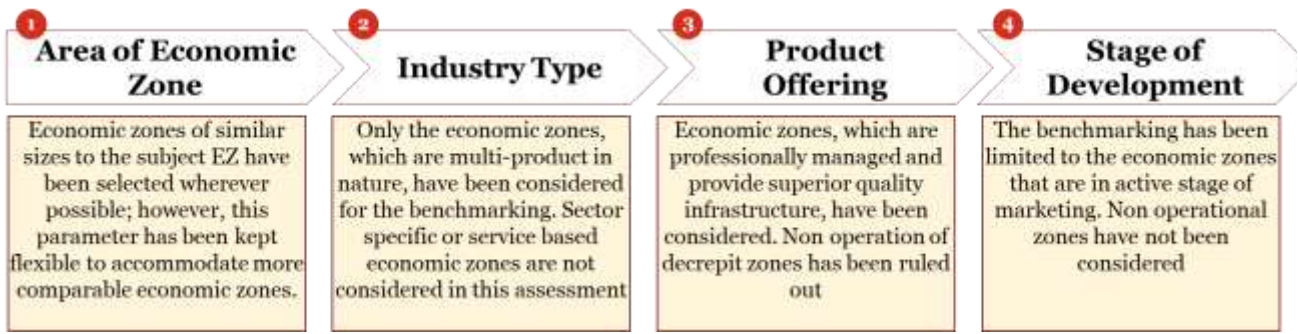 1
Area of Economic
Zone
Economic zones of similar
sizes to the subject EZ have
been selected wherever
possible; however, this
parameter has been kept
flexible to accommodate more
comparable economic zones.
2
Industry Type
Only the economic zones,
which are multi-product in
nature, have been considered
for the benchmarking. Sector
specific or service based
economic zones are not
considered in this assessment
3
Product
Offering
Economic zones, which are
professionally managed and
provide superior quality
infrastructure, have been
considered. Non operation of
decrepit zones has been ruled
out
4
Stage of
Development
The benchmarking has been
limited to the economic zones
that are in active stage of
marketing. Non operational
zones have not been
considered